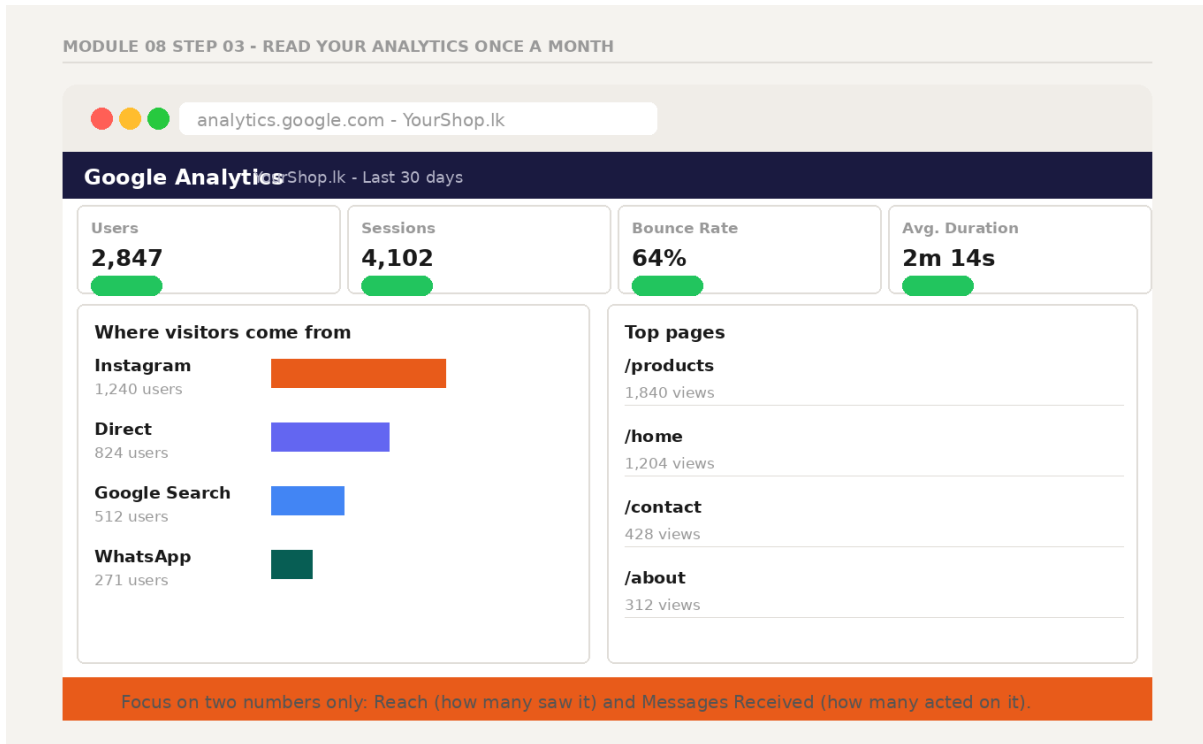 MODULE 08 STEP 03 - READ YOUR ANALYTICS ONCE A MONTH
analytics.google.com - YourShop.lk
Google Analytics YourShop.lk - Last 30 days
Users
2,847
Sessions
4,102
Bounce Rate
64%
Avg. Duration
2m 14s
Where visitors come from
Instagram
1,240 users
Direct
824 users
Google Search
512 users
WhatsApp
271 users
Top pages
/products
1,840 views
/home
1,204 views
/contact
428 views
/about
312 views
Focus on two numbers only: Reach (how many saw it) and Messages Received (how many acted on it).